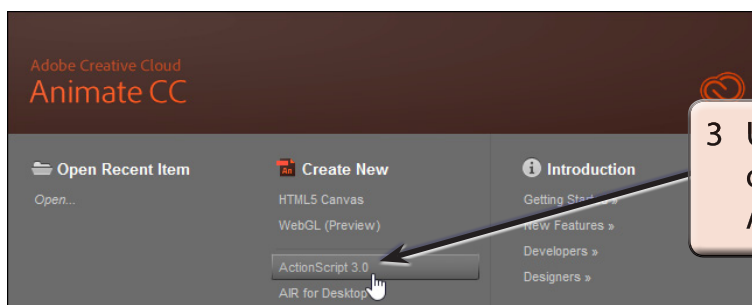 Adobe Creative Cloud
Animate CC
Open Recent Item
Open...
Create New
HTML5 Canvas
WebGL (Preview)
ActionScript 3.0
AIR for Desktop
Introduction
Getting
New Features »
Developers »
Designers »
3